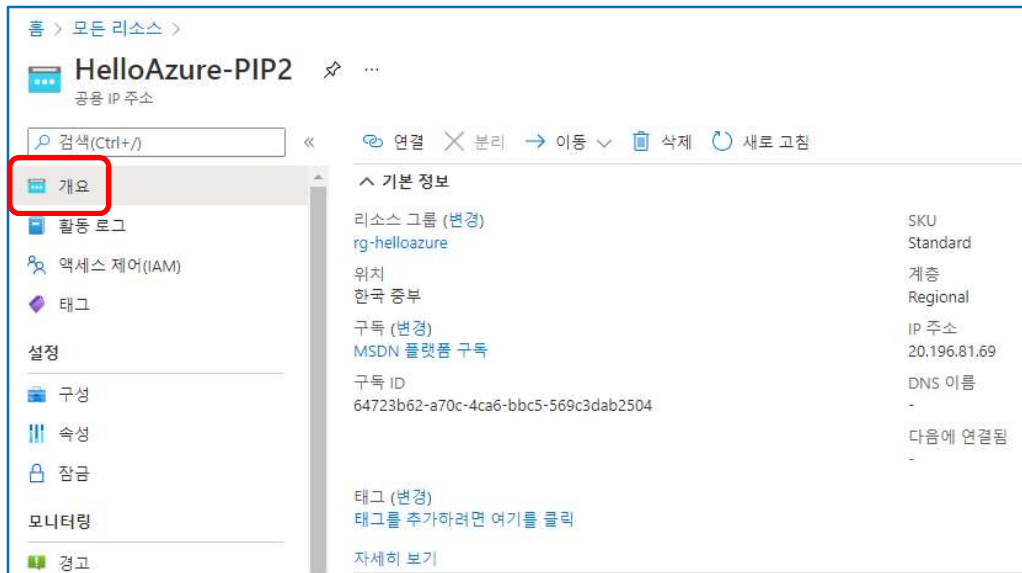 홈 > 모든 리소스 >
HelloAzure-PIP2 ...
공용 IP 주소
검색(Ctrl+/) «
연결 분리 이동 삭제 새로 고침
개요
활동 로그
액세스 제어(IAM)
태그
설정
구성
속성
잠금
모니터링
경고
기본 정보
리소스 그룹 (변경)
rg-helloazure
위치
한국 중부
구독 (변경)
MSDN 플랫폼 구독
구독 ID
64723b62-a70c-4ca6-bbc5-569c3dab2504
태그 (변경)
태그를 추가하려면 여기를 클릭
자세히 보기
SKU
Standard
계층
Regional
IP 주소
20.196.81.69
DNS 이름
-
다음에 연결됨
-